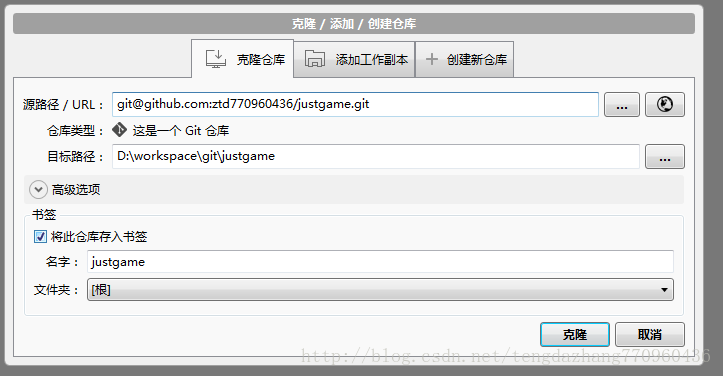 克隆 / 添加 / 创建仓库
克隆仓库 添加工作副本 创建新仓库
源路径 / URL： git@github.com:ztd770960436/justgame.git ...
仓库类型： 这是一个 Git 仓库
目标路径： D:\workspace\git\justgame ...
高级选项
书签
将此仓库存入书签
名字： justgame
文件夹： [根]
克隆 取消
http://blog.csdn.net/tengdazhang770960436